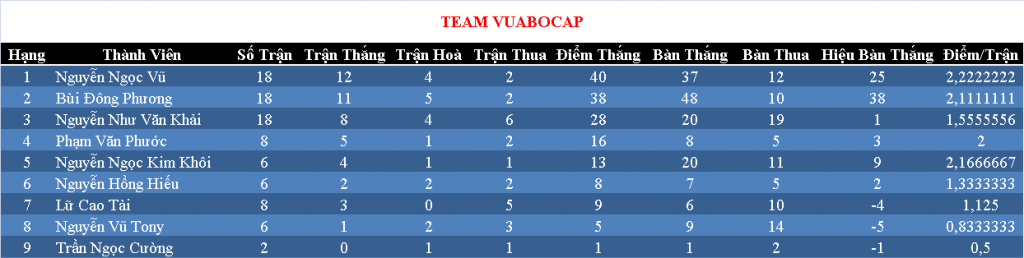 TEAM VUABOCAP
Hạng Thành Viên Số Trận Trận Thắng Trận Hoà Trận Thua Điểm Thắng Bàn Thắng Bàn Thua Hiệu Bàn Thắng Điểm/Trận
1 Nguyễn Ngọc Vũ 18 12 4 2 40 37 12 25 2,2222222
2 Bùi Đông Phương 18 11 5 2 38 48 10 38 2,1111111
3 Nguyễn Như Văn Khải 18 8 4 6 28 20 19 1 1,5555556
4 Phạm Văn Phước 8 5 1 2 16 8 5 3 2
5 Nguyễn Ngọc Kim Khôi 6 4 1 1 13 20 11 9 2,1666667
6 Nguyễn Hồng Hiếu 6 2 2 2 8 7 5 2 1,3333333
7 Lữ Cao Tài 8 3 0 5 9 6 10 -4 1,125
8 Nguyễn Vũ Tony 6 1 2 3 5 9 14 -5 0,8333333
9 Trần Ngọc Cường 2 0 1 1 1 1 2 -1 0,5